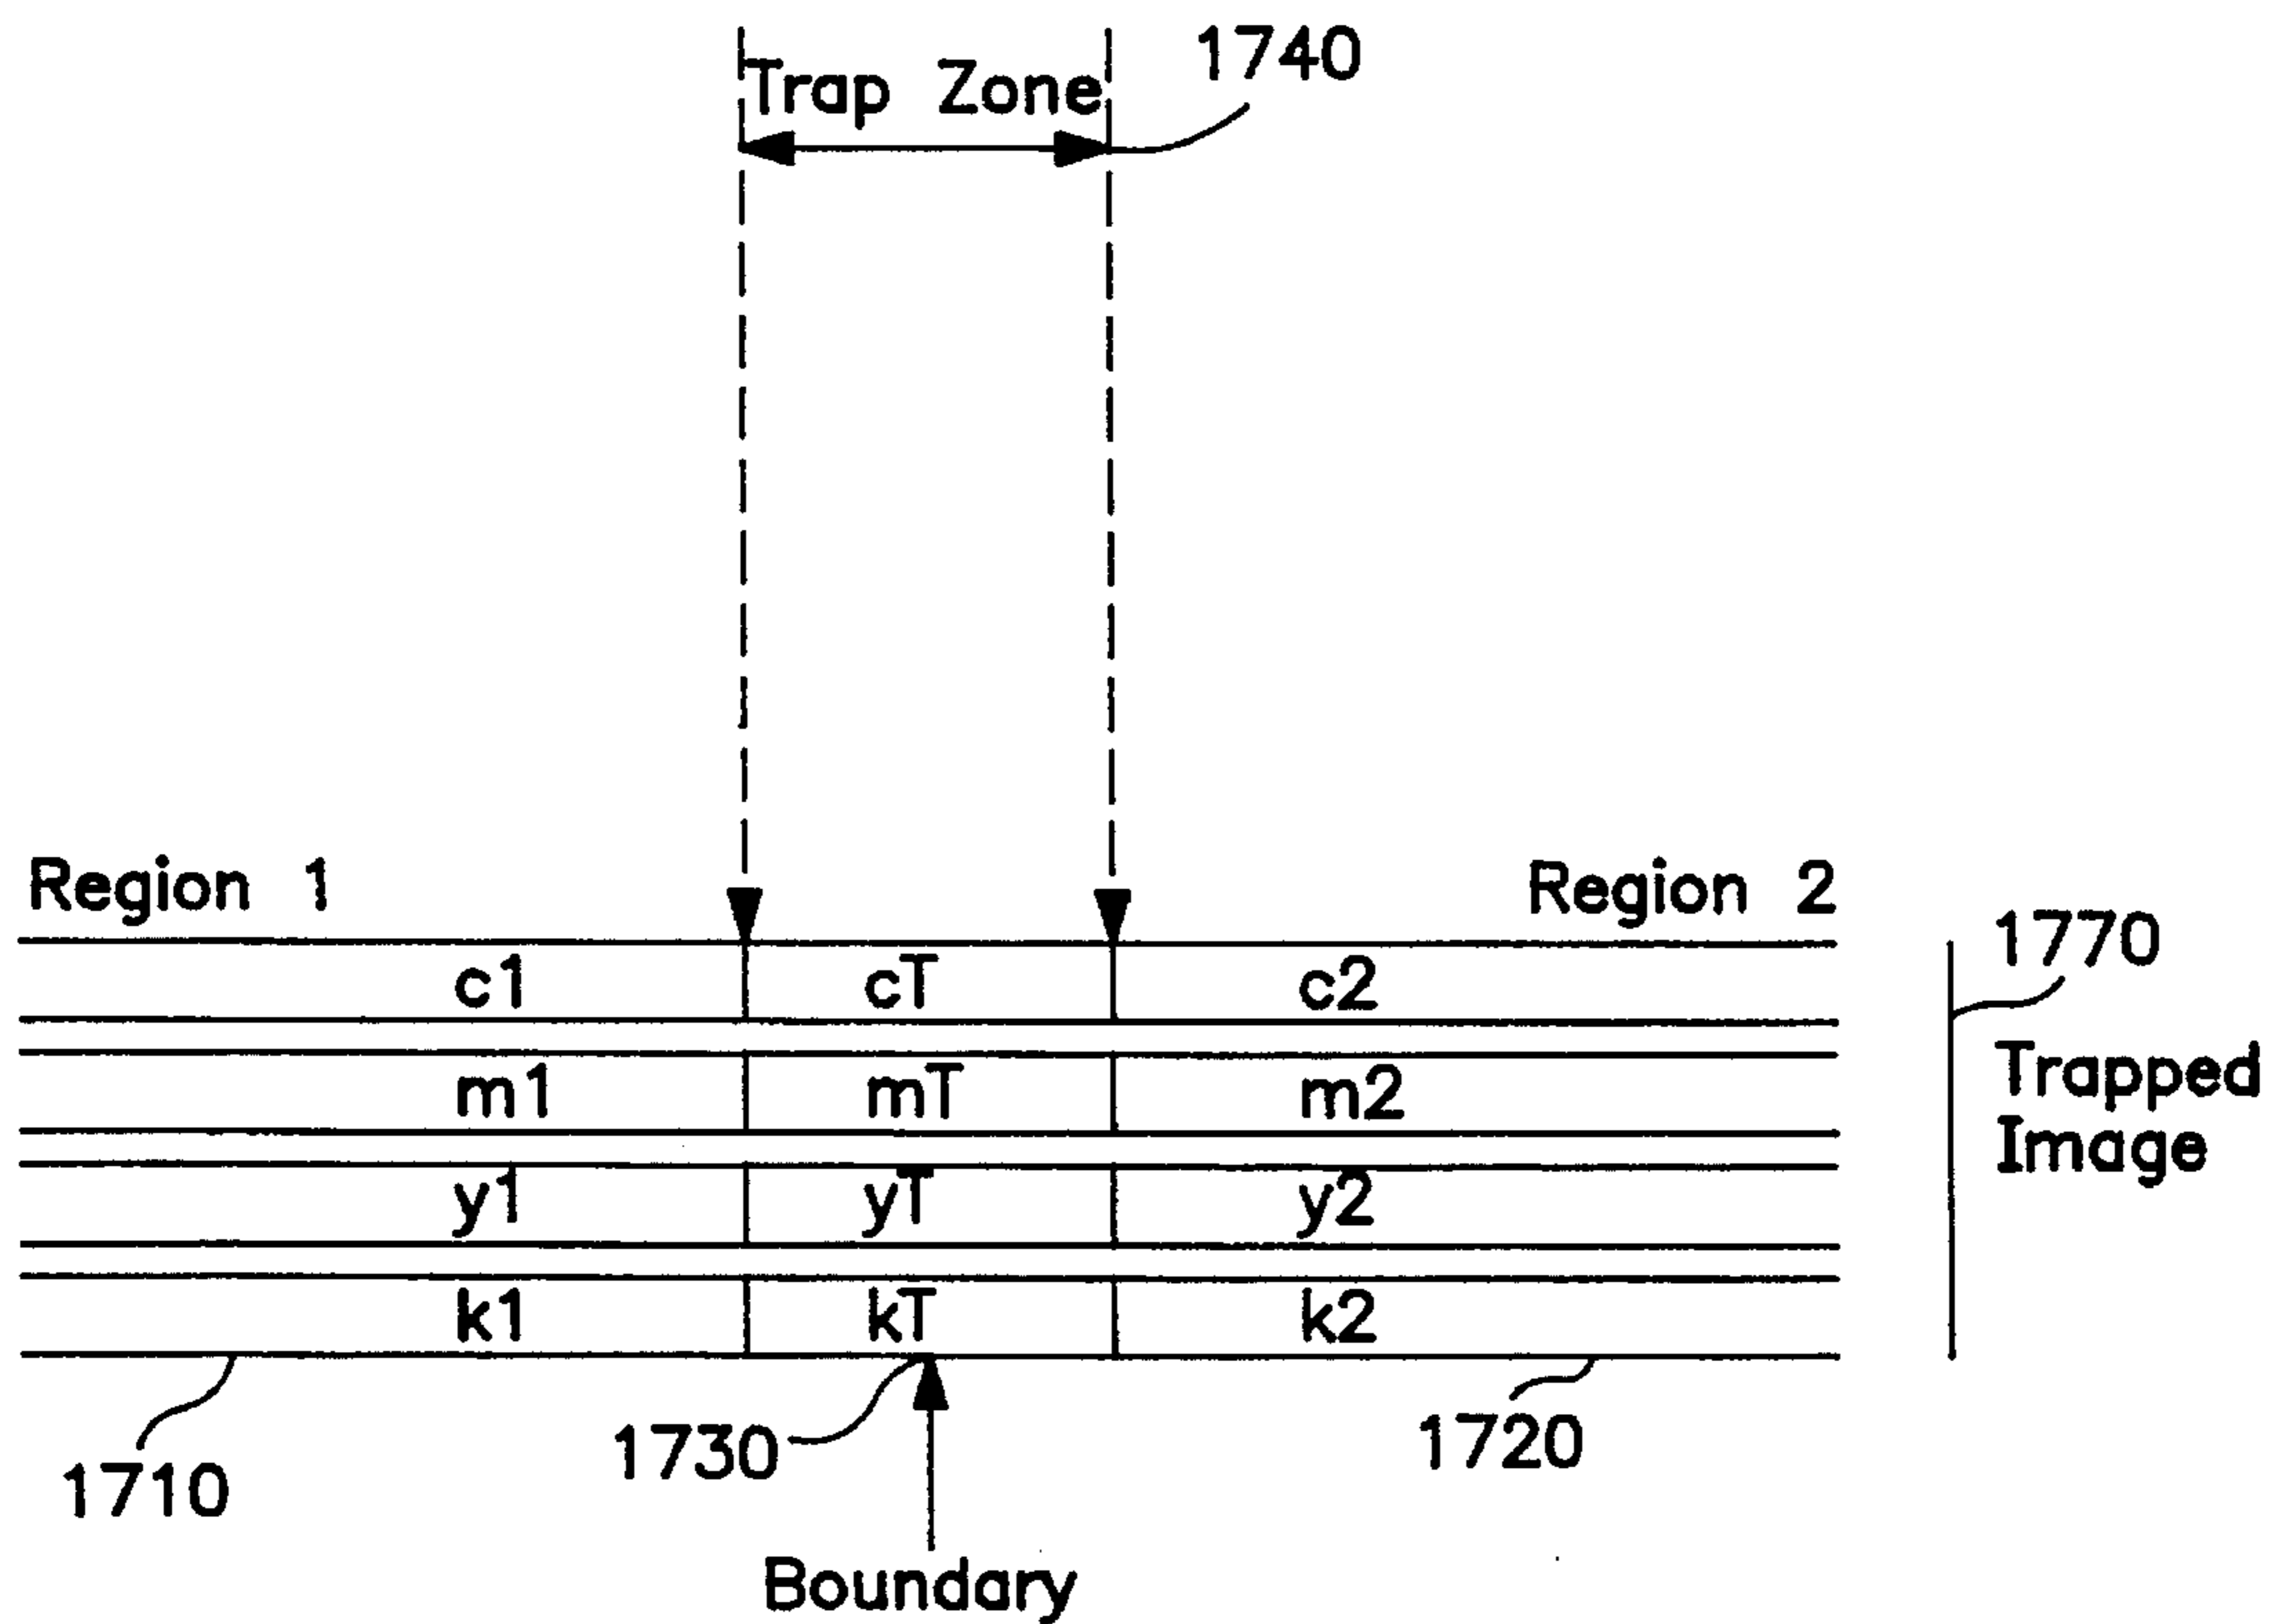 1740
Trap Zone
Region 1
Region 2
1770
c1 cT c2
Trapped
Image
m1 mT m2
y1 yT y2
k1 kT k2
1710
1730
1720
Boundary